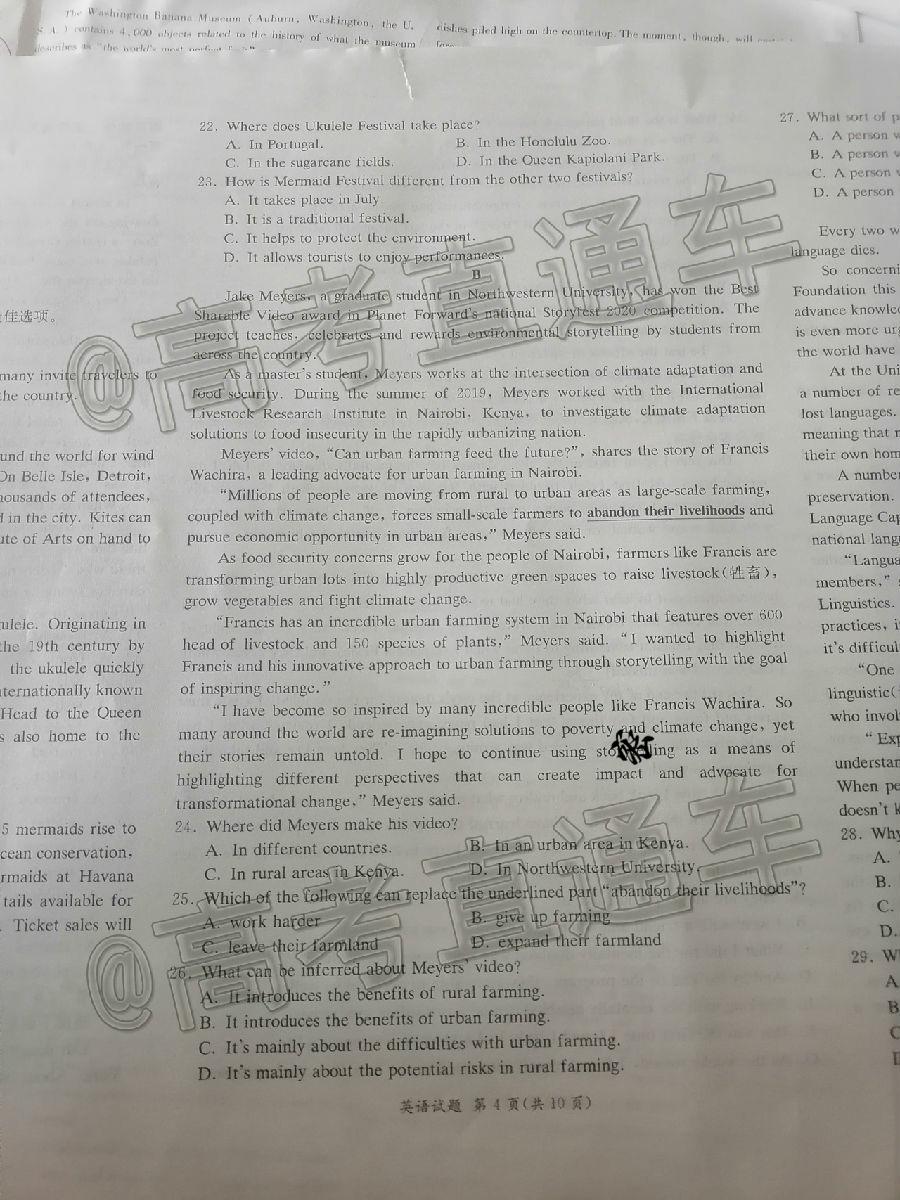 The Washington Banana Museum (Auburn, Washington, the U.
S. A.) contains 4,000 objects related to the history of what the museum
describes as "the world's most perfect
dishes piled high on the countertop. The moment, though, will
佳选项。
many invite travelers to
the country.
und the world for wind
On Belle Isle, Detroit,
housands of attendees,
d in the city. Kites can
ute of Arts on hand to
ulele. Originating in
the 19th century by
the ukulele quickly
nternationally known
Head to the Queen
s also home to the
5 mermaids rise to
cean conservation,
rmaids at Havana
tails available for
. Ticket sales will
22. Where does Ukulele Festival take place?
A. In Portugal. B. In the Honolulu Zoo.
C. In the sugarcane fields. D. In the Queen Kapiolani Park.
23. How is Mermaid Festival different from the other two festivals?
A. It takes place in July
B. It is a traditional festival.
C. It helps to protect the environment.
D. It allows tourists to enjoy performances.
B
Jake Meyers, a graduate student in Northwestern University, has won the Best
Sharable Video award in Planet Forward's national Storyfest 2020 competition. The
project teaches, celebrates and rewards environmental storytelling by students from
across the country.
As a master's student, Meyers works at the intersection of climate adaptation and
food security. During the summer of 2019, Meyers worked with the International
Livestock Research Institute in Nairobi, Kenya, to investigate climate adaptation
solutions to food insecurity in the rapidly urbanizing nation.
Meyers' video, "Can urban farming feed the future?", shares the story of Francis
Wachira, a leading advocate for urban farming in Nairobi.
"Millions of people are moving from rural to urban areas as large-scale farming,
coupled with climate change, forces small-scale farmers to abandon their livelihoods and
pursue economic opportunity in urban areas," Meyers said.
As food security concerns grow for the people of Nairobi, farmers like Francis are
transforming urban lots into highly productive green spaces to raise livestock(牲畜),
grow vegetables and fight climate change.
"Francis has an incredible urban farming system in Nairobi that features over 600
head of livestock and 150 species of plants," Meyers said. "I wanted to highlight
Francis and his innovative approach to urban farming through storytelling with the goal
of inspiring change."
"I have become so inspired by many incredible people like Francis Wachira. So
many around the world are re-imagining solutions to poverty and climate change, yet
their stories remain untold. I hope to continue using storytelling as a means of
highlighting different perspectives that can create impact and advocate for
transformational change," Meyers said.
24. Where did Meyers make his video?
A. In different countries. B. In an urban area in Kenya.
C. In rural areas in Kenya. D. In Northwestern University.
25. Which of the following can replace the underlined part "abandon their livelihoods"?
A. work harder B. give up farming
C. leave their farmland D. expand their farmland
26. What can be inferred about Meyers' video?
A. It introduces the benefits of rural farming.
B. It introduces the benefits of urban farming.
C. It's mainly about the difficulties with urban farming.
D. It's mainly about the potential risks in rural farming.
英语试题 第4页(共10页)
27. What sort of p
A. A person w
B. A person w
C. A person w
D. A person
Every two w
language dies.
So concerni
Foundation this
advance knowled
is even more urg
the world have
At the Uni
a number of re
lost languages.
meaning that n
their own hom
A number
preservation.
Language Cap
national lang
"Langua
members," s
Linguistics.
practices, i
it's difficul
"One
linguistic(
who invol
"Exp
understan
When pe
doesn't k
28. Why
A.
B.
C.
D.
29. W
A
B
C
D
@高考直通车
@高考直通车